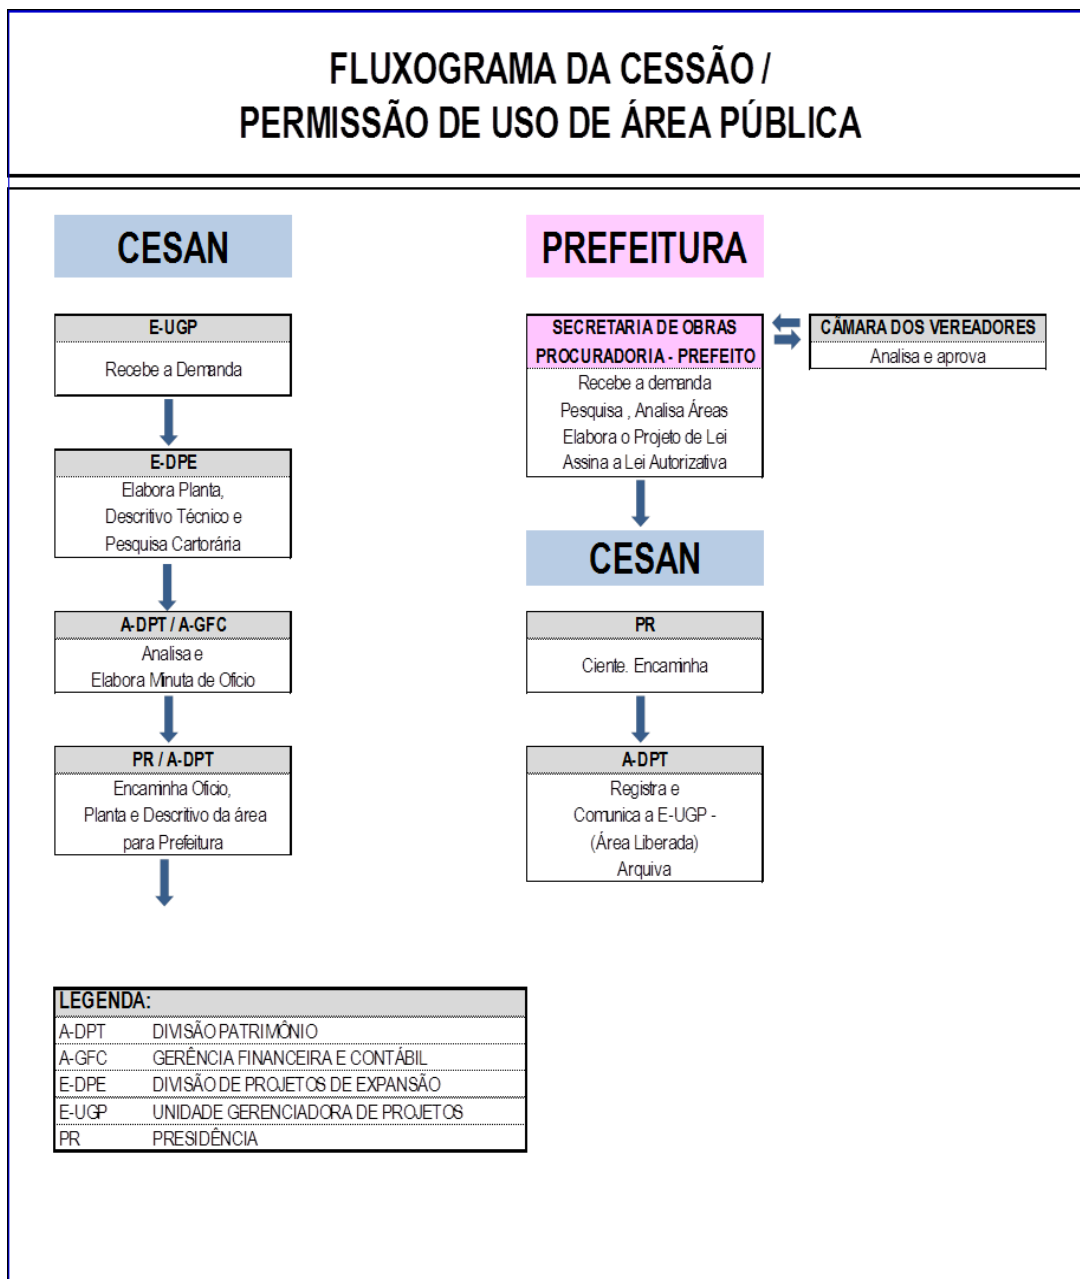 FLUXOGRAMA DA CESSÃO /
PERMISSÃO DE USO DE ÁREA PÚBLICA
CESAN
E-UGP
Recebe a Demanda
E-DPE
Elabora Planta,
Descritivo Técnico e
Pesquisa Cartorária
A-DPT / A-GFC
Analisa e
Elabora Minuta de Oficio
PR / A-DPT
Encaminha Oficio,
Planta e Descritivo da área
para Prefeitura
PREFEITURA
SECRETARIA DE OBRAS
PROCURADORIA - PREFEITO
Recebe a demanda
Pesquisa , Analisa Áreas
Elabora o Projeto de Lei
Assina a Lei Autorizativa
CÃMARA DOS VEREADORES
Analisa e aprova
CESAN
PR
Ciente. Encaminha
A-DPT
Registra e
Comunica a E-UGP -
(Área Liberada)
Arquiva
LEGENDA:
A-DPT DIVISÃO PATRIMÔNIO
A-GFC GERÊNCIA FINANCEIRA E CONTÁBIL
E-DPE DIVISÃO DE PROJETOS DE EXPANSÃO
E-UGP UNIDADE GERENCIADORA DE PROJETOS
PR PRESIDÊNCIA